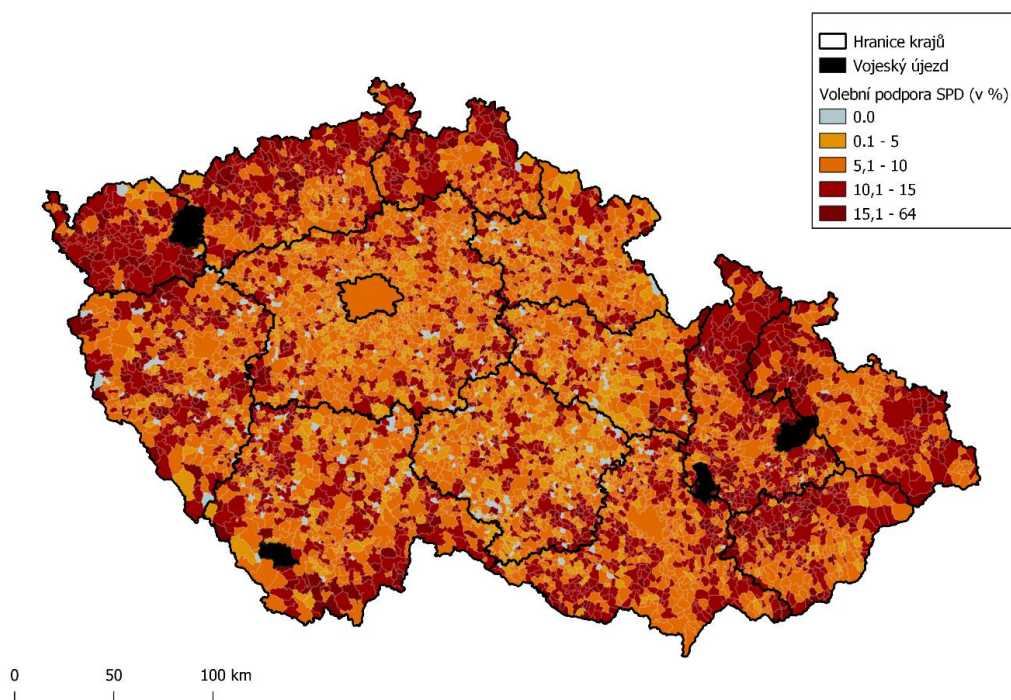 Hranice krajů
Vojeský újezd
Volební podpora SPD (v %)
0.0
0.1 - 5
5,1 - 10
10,1 - 15
15,1 - 64
0 50 100 km